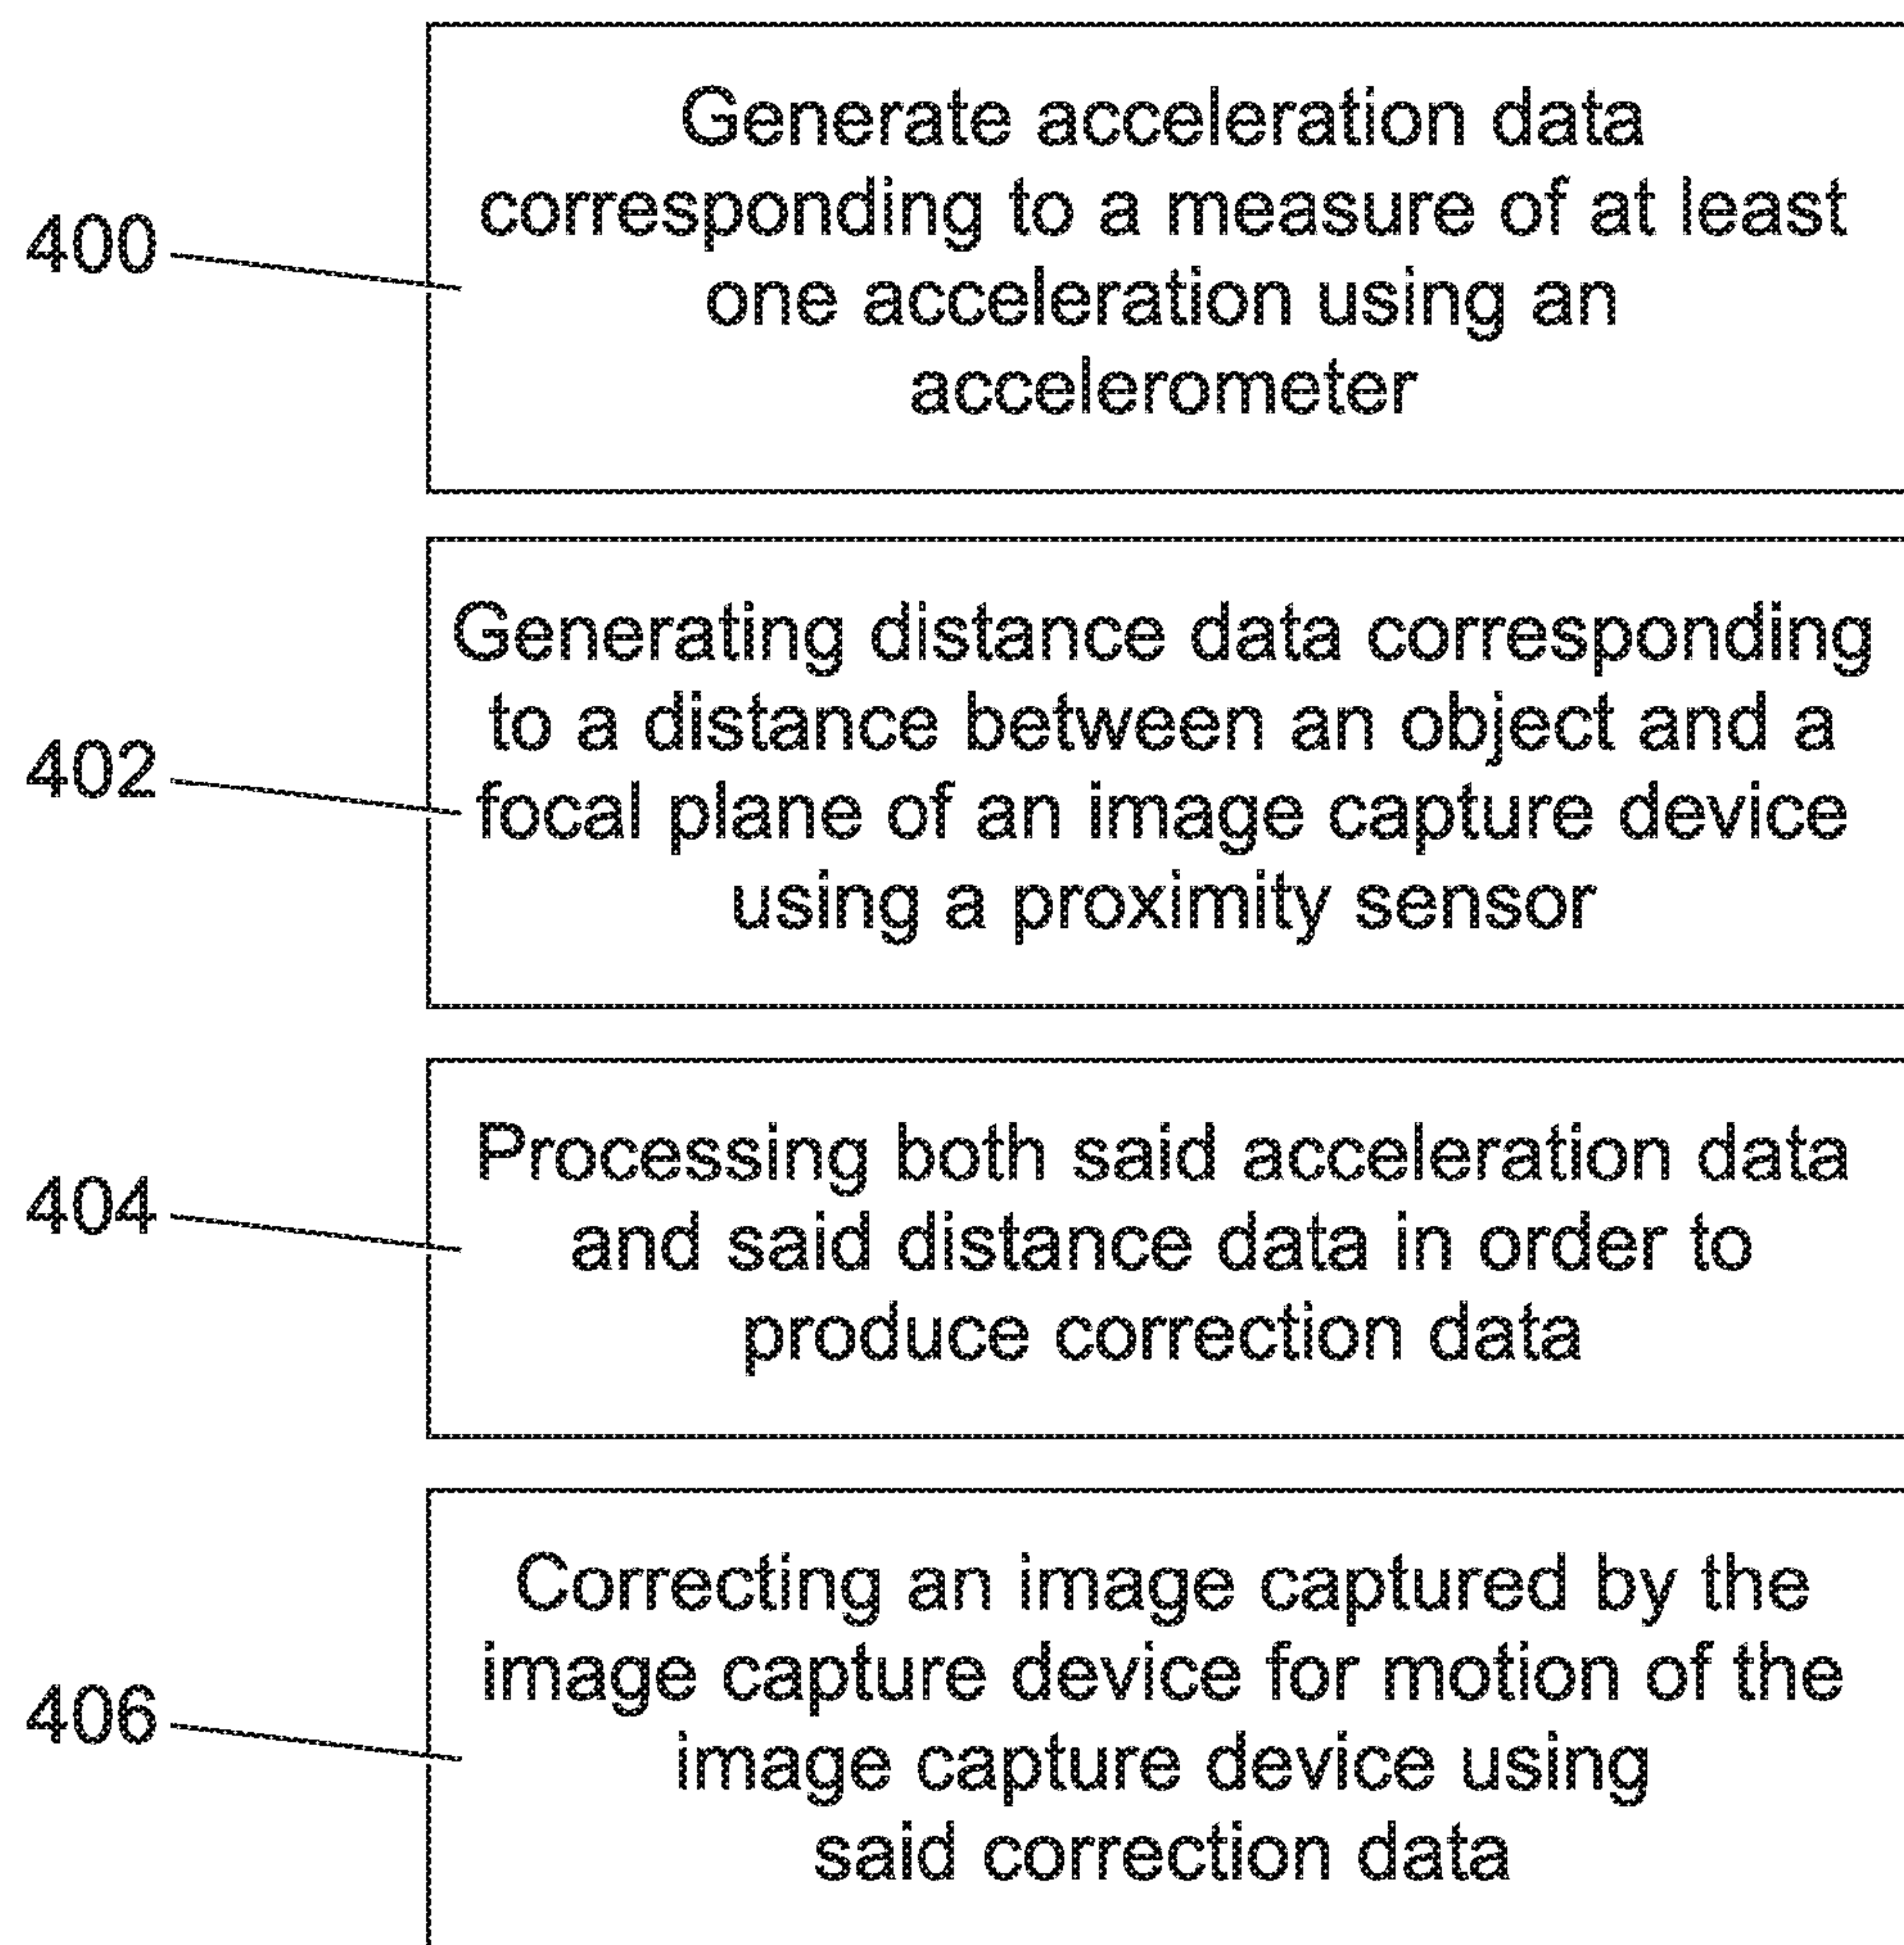 Generate acceleration data
corresponding to a measure of at least
400
one acceleration using an
accelerometer
Generating distance data corresponding
to a distance between an object and a
402
focal plane of an image capture device
using a proximity sensor
Processing both said acceleration data
404
and said distance data in order to
produce correction data
Correcting an image captured by the
image capture device for motion of the
406
image capture device using
said correction data